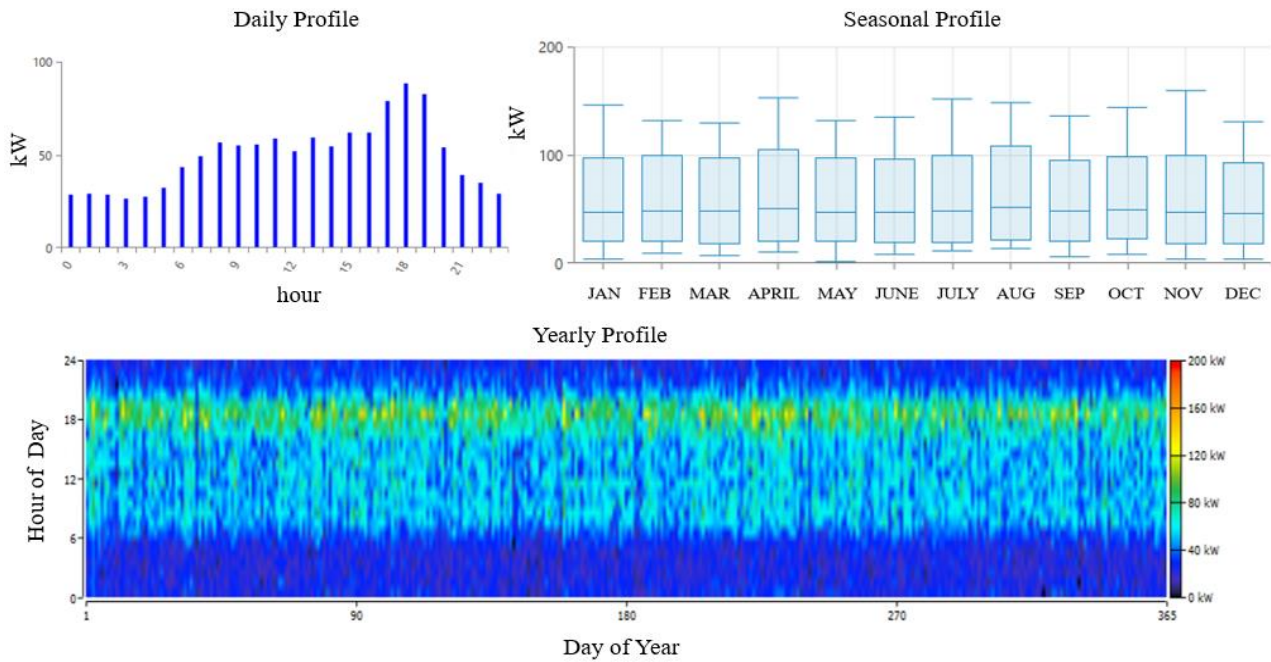 Daily Profile
100
50
0
kW
0 3 6 9 12 15 18 21
hour
Seasonal Profile
200
100
0
kW
JAN FEB MAR APRIL MAY JUNE JULY AUG SEP OCT NOV DEC
Yearly Profile
24
18
12
6
0
Hour of Day
1 90 180 270 365
Day of Year
200 kW
160 kW
120 kW
80 kW
40 kW
0 kW